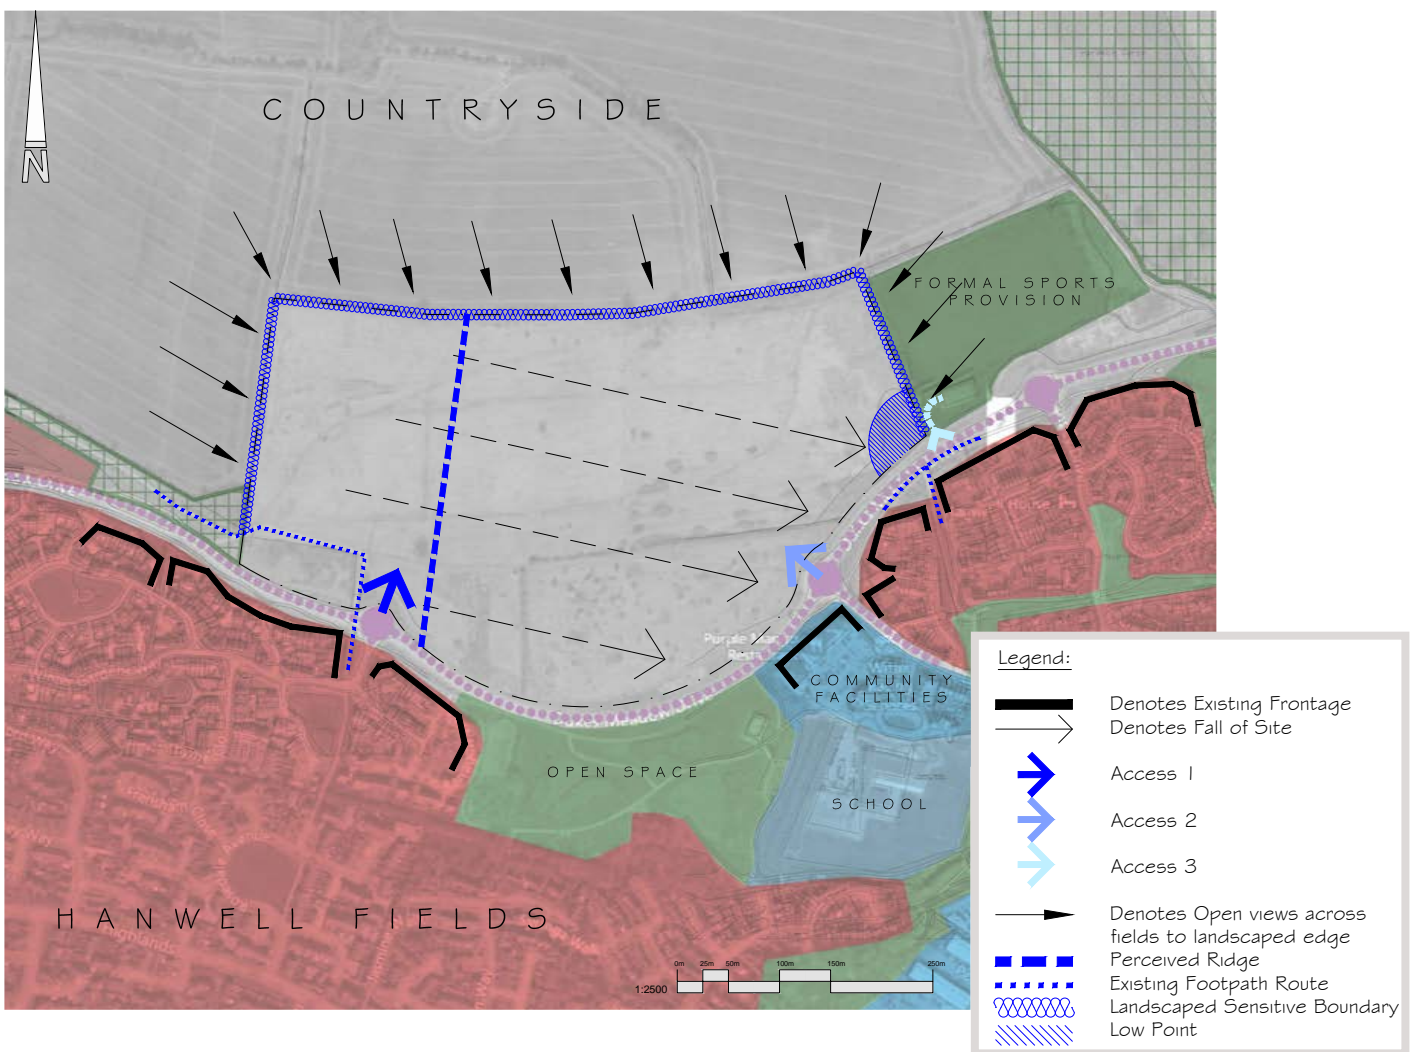 COUNTRYSIDE
N
FORMAL SPORTS
PROVISION
COMMUNITY
FACILITIES
OPEN SPACE
SCHOOL
HANWELL FIELDS
0m 25m 50m 100m 150m 250m
1:2500
Legend:
Denotes Existing Frontage
Denotes Fall of Site
Access 1
Access 2
Access 3
Denotes Open views across
fields to landscaped edge
Perceived Ridge
Existing Footpath Route
Landscaped Sensitive Boundary
Low Point